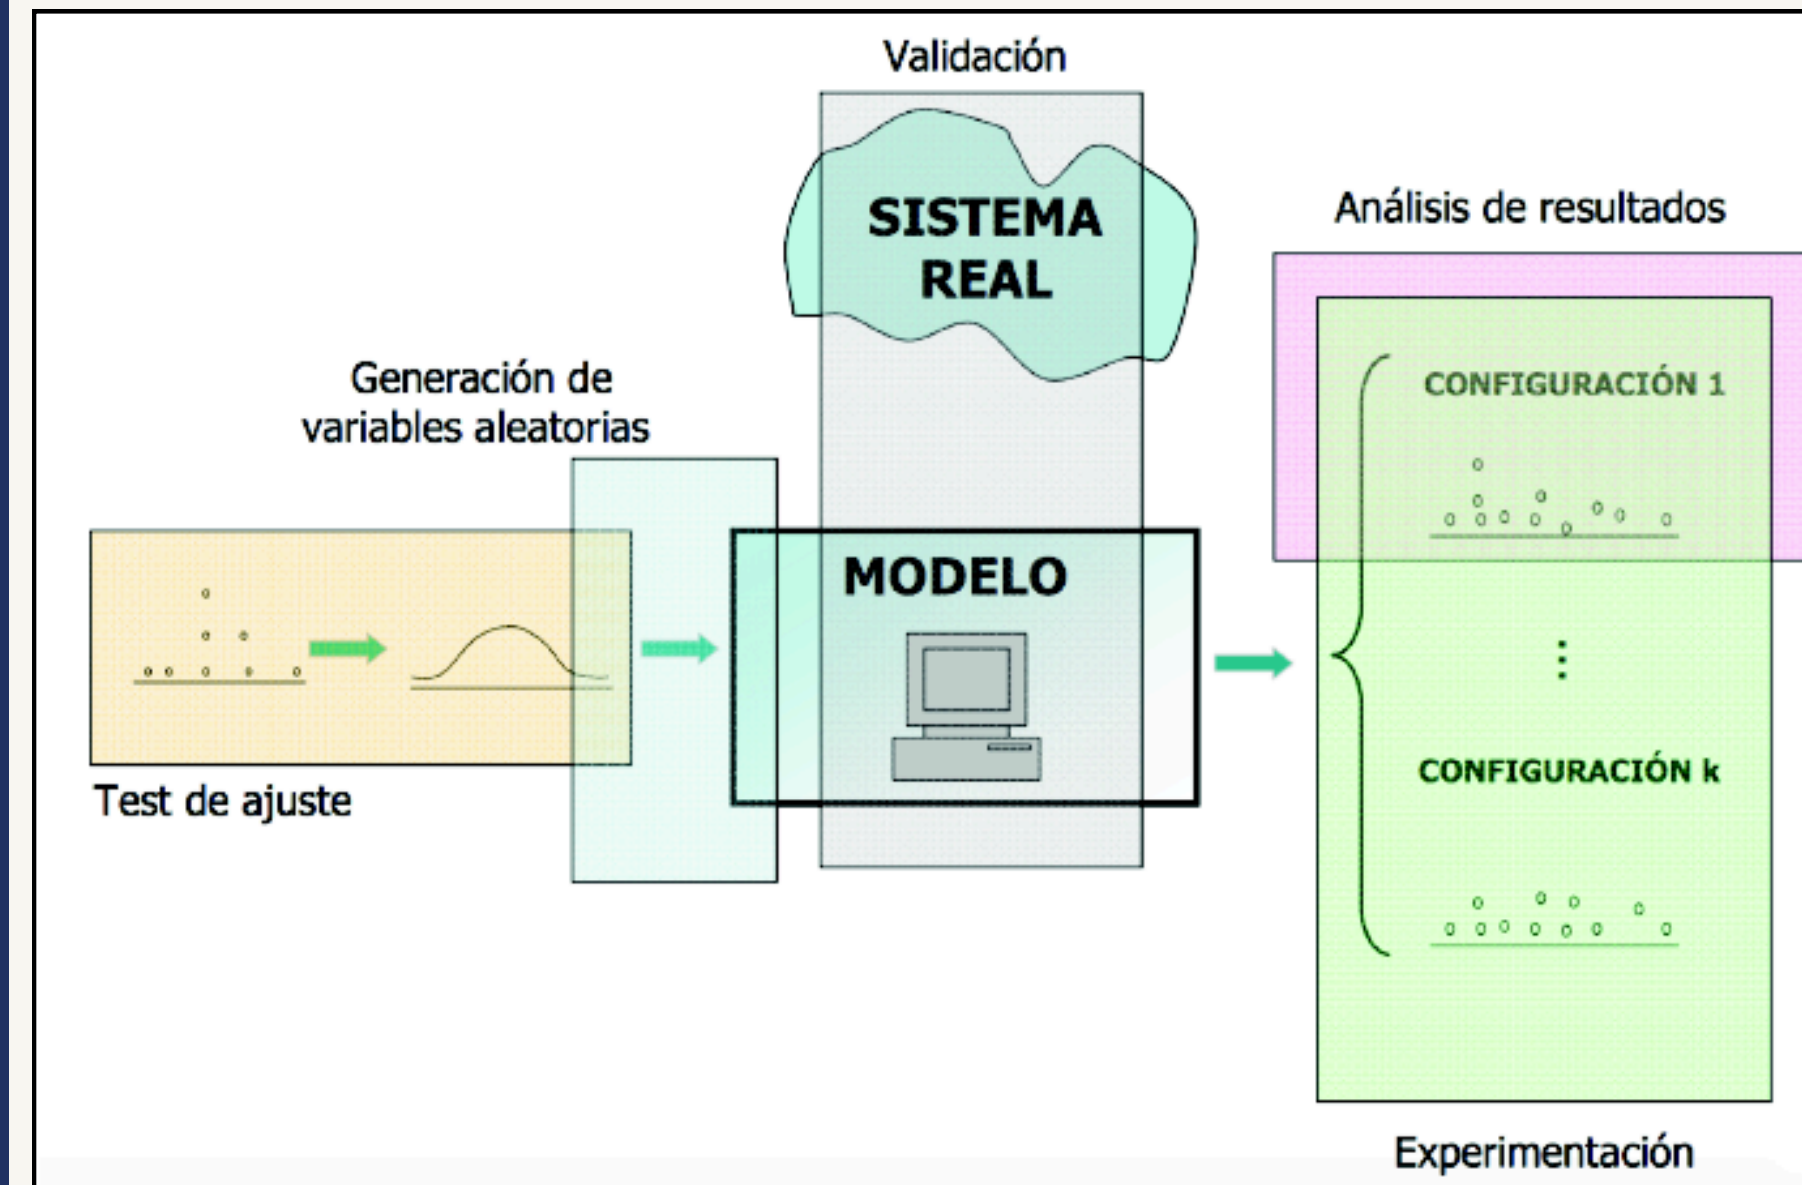 Validación
SISTEMA
REAL
Análisis de resultados
Generación de
variables aleatorias
CONFIGURACIÓN 1
MODELO
CONFIGURACIÓN k
Test de ajuste
Experimentación